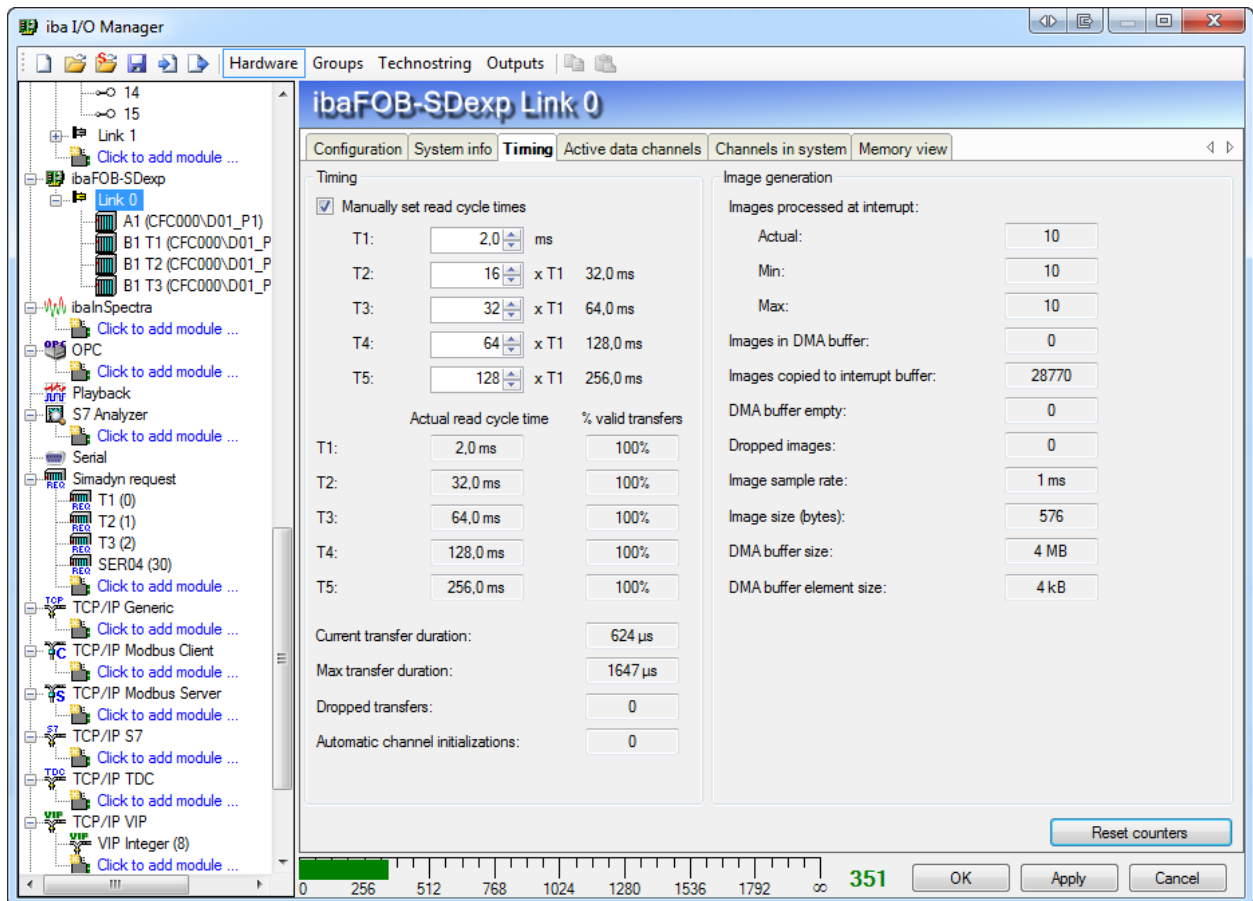 iba I/O Manager
Hardware Groups Technostring Outputs
14
15
Link 1
Click to add module ...
ibaFOB-SDexp
Link 0
A1 (CFC000\D01_P1)
B1 T1 (CFC000\D01_P
B1 T2 (CFC000\D01_P
B1 T3 (CFC000\D01_P
ibaInSpectra
Click to add module ...
OPC
Click to add module ...
Playback
S7 Analyzer
Click to add module ...
Serial
Simadyn request
T1 (0)
T2 (1)
T3 (2)
SER04 (30)
Click to add module ...
TCP/IP Generic
Click to add module ...
TCP/IP Modbus Client
Click to add module ...
TCP/IP Modbus Server
Click to add module ...
TCP/IP S7
Click to add module ...
TCP/IP TDC
Click to add module ...
TCP/IP VIP
VIP Integer (8)
Click to add module ...
ibaFOB-SDexp Link 0
Configuration System info Timing Active data channels Channels in system Memory view
Timing
Manually set read cycle times
T1: 2,0 ms
T2: 16 x T1 32,0 ms
T3: 32 x T1 64,0 ms
T4: 64 x T1 128,0 ms
T5: 128 x T1 256,0 ms
Actual read cycle time % valid transfers
T1: 2,0 ms 100%
T2: 32,0 ms 100%
T3: 64,0 ms 100%
T4: 128,0 ms 100%
T5: 256,0 ms 100%
Current transfer duration: 624 µs
Max transfer duration: 1647 µs
Dropped transfers: 0
Automatic channel initializations: 0
Image generation
Images processed at interrupt:
Actual: 10
Min: 10
Max: 10
Images in DMA buffer: 0
Images copied to interrupt buffer: 28770
DMA buffer empty: 0
Dropped images: 0
Image sample rate: 1 ms
Image size (bytes): 576
DMA buffer size: 4 MB
DMA buffer element size: 4 kB
Reset counters
0 256 512 768 1024 1280 1536 1792 ∞ 351 OK Apply Cancel